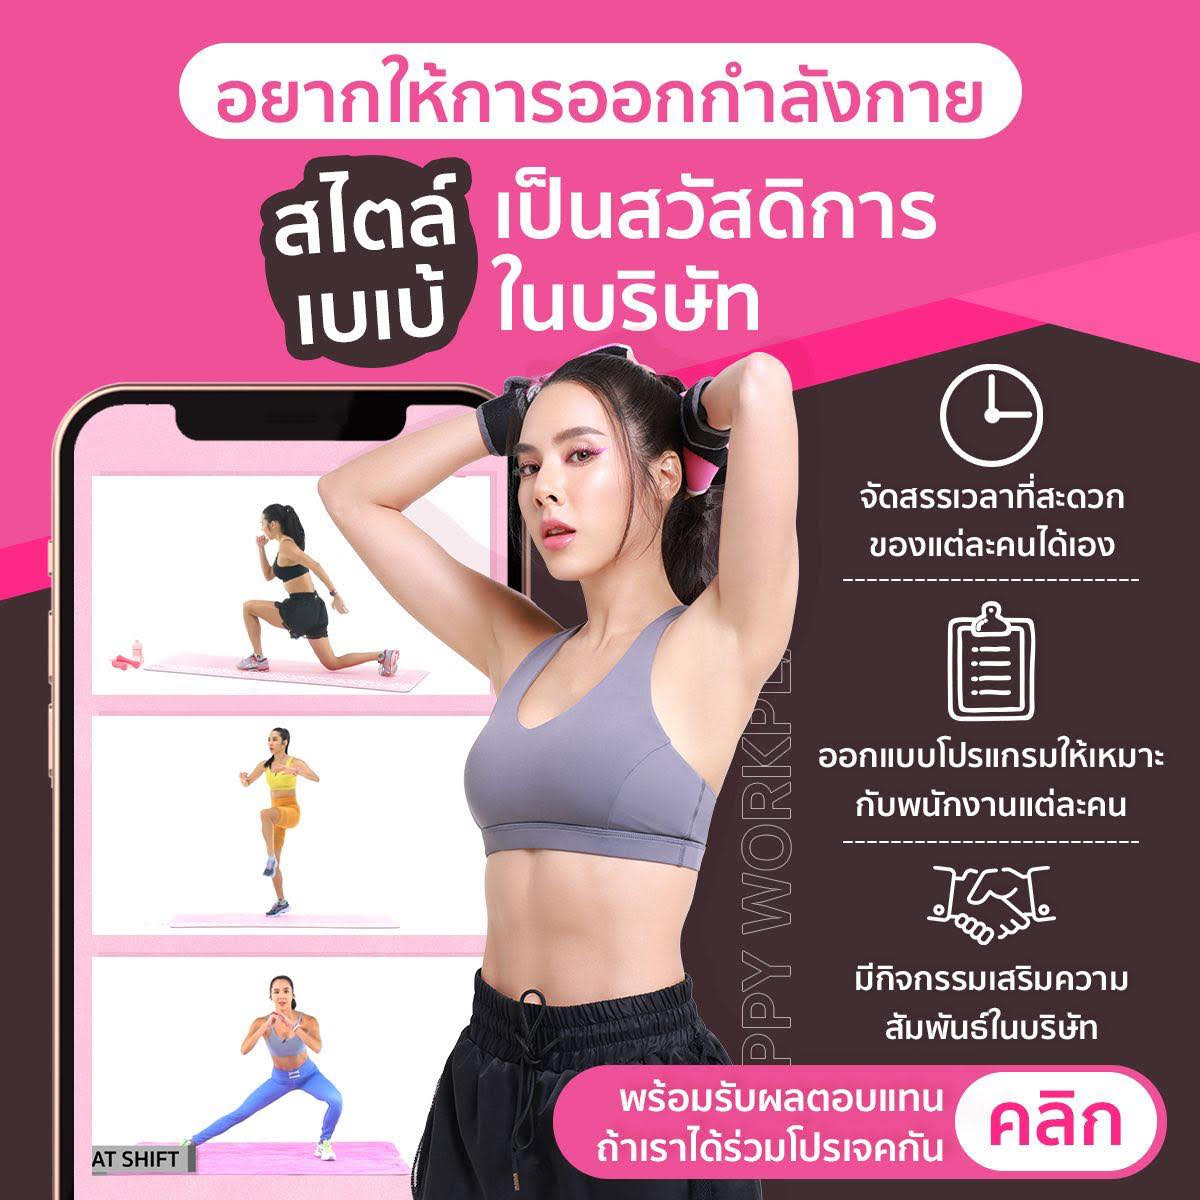 อยากให้การออกกำลังกาย
สไตล์
เบเบ้
เป็นสวัสดิการ
ในบริษัท
จัดสรรเวลาที่สะดวก
ของแต่ละคนได้เอง
ออกแบบโปรแกรมให้เหมาะ
กับพนักงานแต่ละคน
มีกิจกรรมเสริมความ
สัมพันธ์ในบริษัท
PPY WORKPL
AT SHIFT
พร้อมรับผลตอบแทน
ถ้าเราได้ร่วมโปรเจคกัน
คลิก